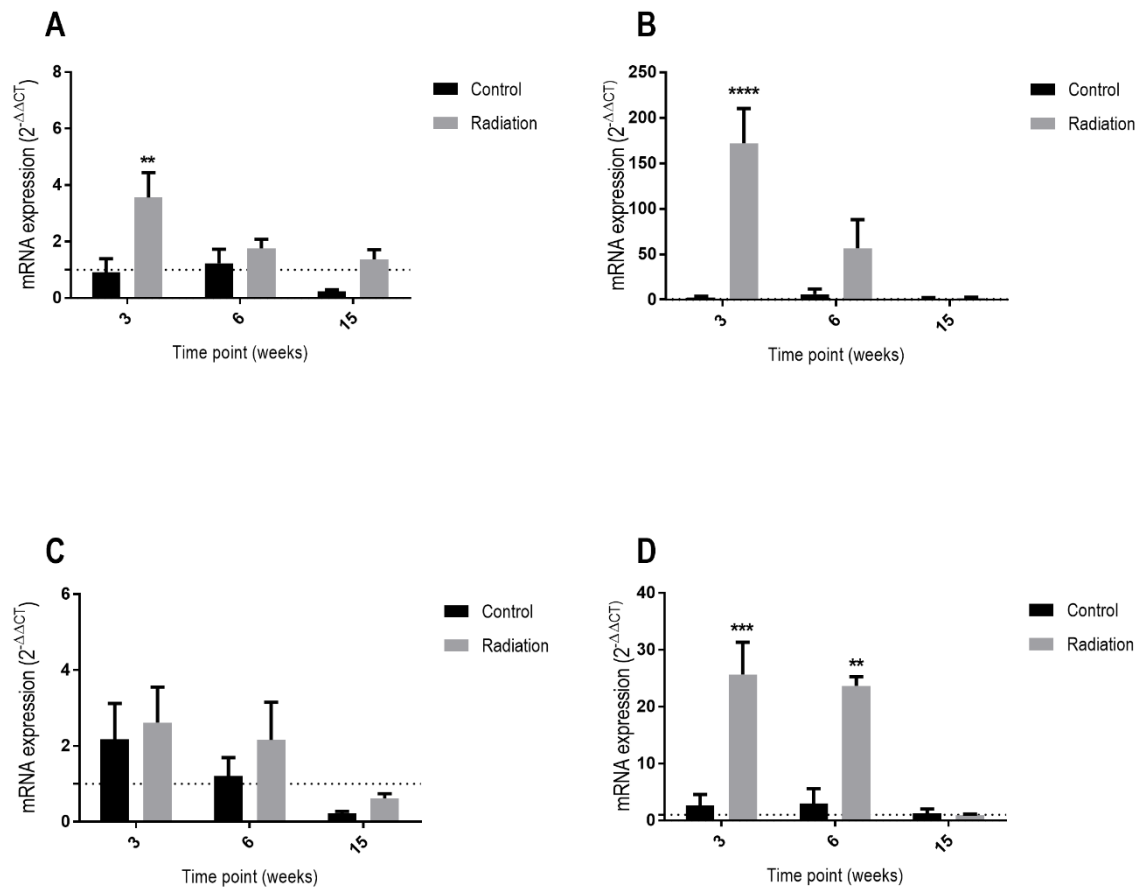 A
mRNA expression (2-ΔΔCT)
8
6
4
2
0
**
3
6
15
Time point (weeks)
Control
Radiation
B
mRNA expression (2-ΔΔCT)
250
200
150
100
50
0
****
3
6
15
Time point (weeks)
Control
Radiation
C
mRNA expression (2-ΔΔCT)
6
4
2
0
3
6
15
Time point (weeks)
Control
Radiation
D
mRNA expression (2-ΔΔCT)
40
30
20
10
0
***
**
3
6
15
Time point (weeks)
Control
Radiation